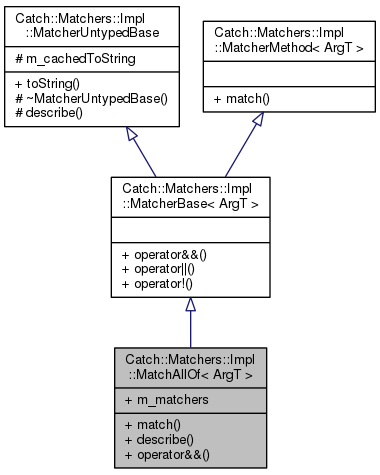 Catch::Matchers::Impl
::MatcherUntypedBase
# m_cachedToString
+ toString()
# ~MatcherUntypedBase()
# describe()
Catch::Matchers::Impl
::MatcherMethod< ArgT >
+ match()
Catch::Matchers::Impl
::MatcherBase< ArgT >
+ operator&&()
+ operator||()
+ operator!()
Catch::Matchers::Impl
::MatchAllOf< ArgT >
+ m_matchers
+ match()
+ describe()
+ operator&&()